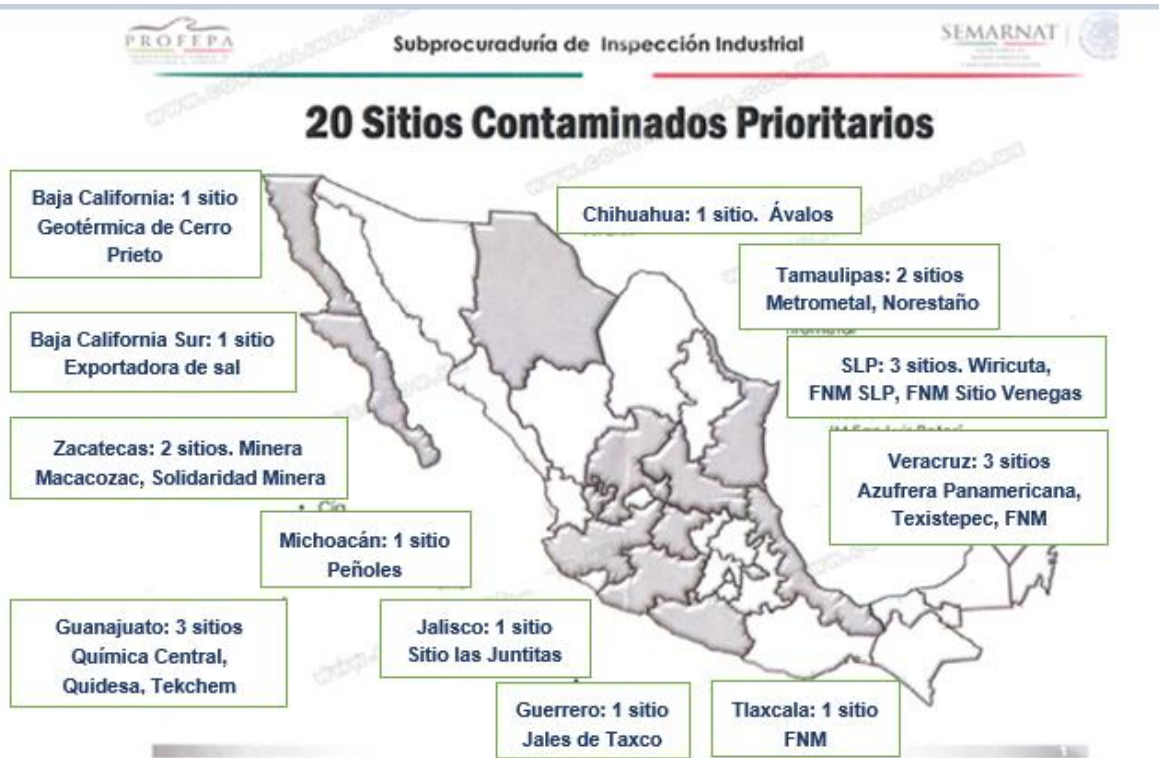 PROFEPA
Subprocuraduría de Inspección Industrial
SEMARNAT
20 Sitios Contaminados Prioritarios
Baja California: 1 sitio
Geotérmica de Cerro
Prieto
Chihuahua: 1 sitio. Ávalos
Tamaulipas: 2 sitios
Metrometal, Norestaño
Baja California Sur: 1 sitio
Exportadora de sal
SLP: 3 sitios. Wiricuta,
FNM SLP, FNM Sitio Venegas
Zacatecas: 2 sitios. Minera
Macacozac, Solidaridad Minera
Veracruz: 3 sitios
Azufrera Panamericana,
Texistepec, FNM
Michoacán: 1 sitio
Peñoles
Guanajuato: 3 sitios
Química Central,
Quidesa, Tekchem
Jalisco: 1 sitio
Sitio las Juntitas
Guerrero: 1 sitio
Jales de Taxco
Tlaxcala: 1 sitio
FNM
WWW.CONTRALINEA.COM.MX